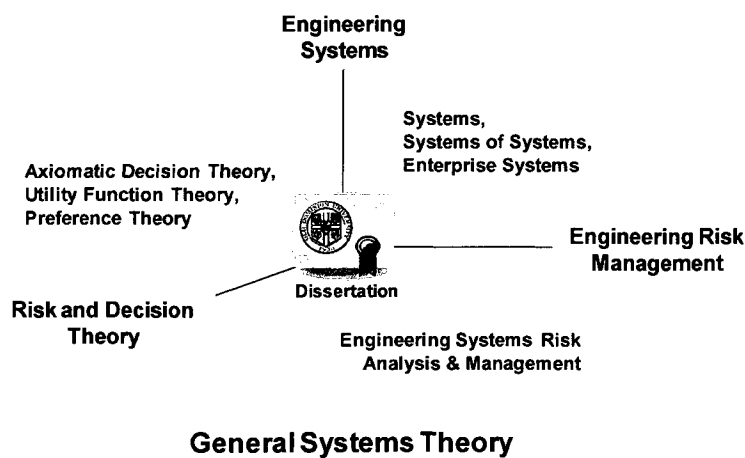 Engineering
Systems
Systems,
Systems of Systems,
Enterprise Systems
Axiomatic Decision Theory,
Utility Function Theory,
Preference Theory
Engineering Risk
Management
Dissertation
Risk and Decision
Theory
Engineering Systems Risk
Analysis & Management
General Systems Theory